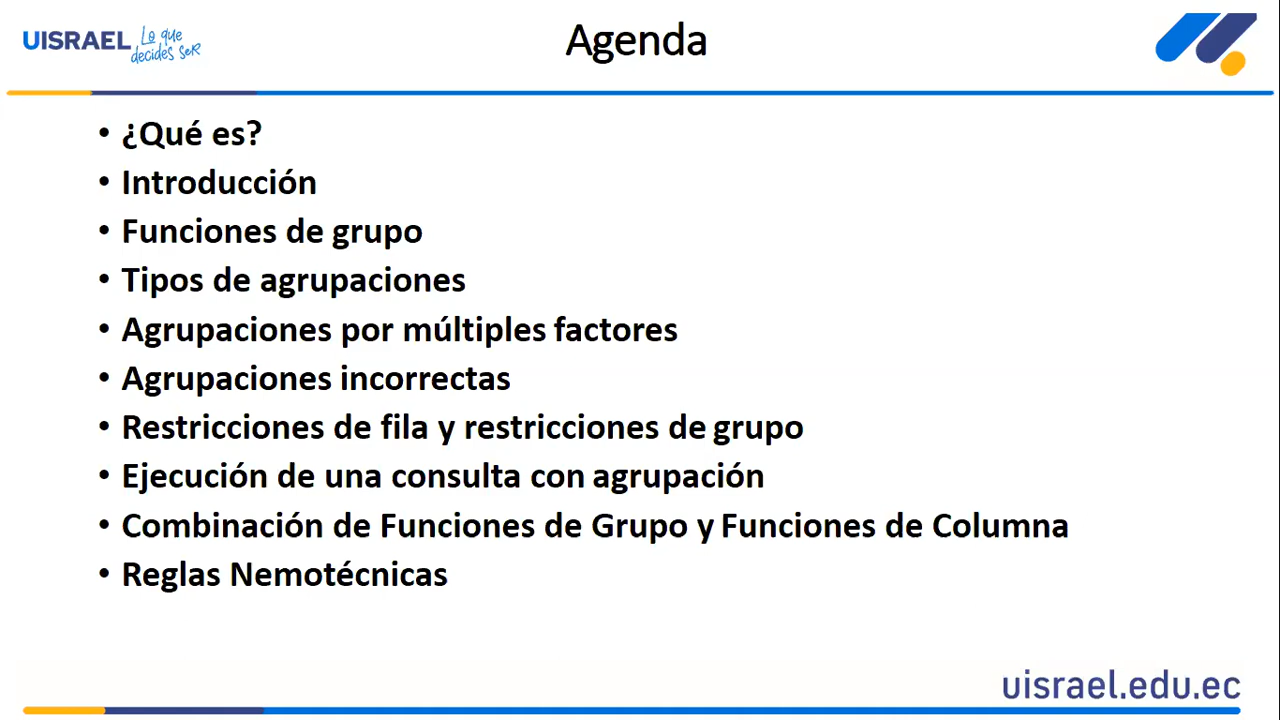 UISRAEL Lo que decides seR
Agenda
• ¿Qué es?
• Introducción
• Funciones de grupo
• Tipos de agrupaciones
• Agrupaciones por múltiples factores
• Agrupaciones incorrectas
• Restricciones de fila y restricciones de grupo
• Ejecución de una consulta con agrupación
• Combinación de Funciones de Grupo y Funciones de Columna
• Reglas Nemotécnicas
uisrael.edu.ec